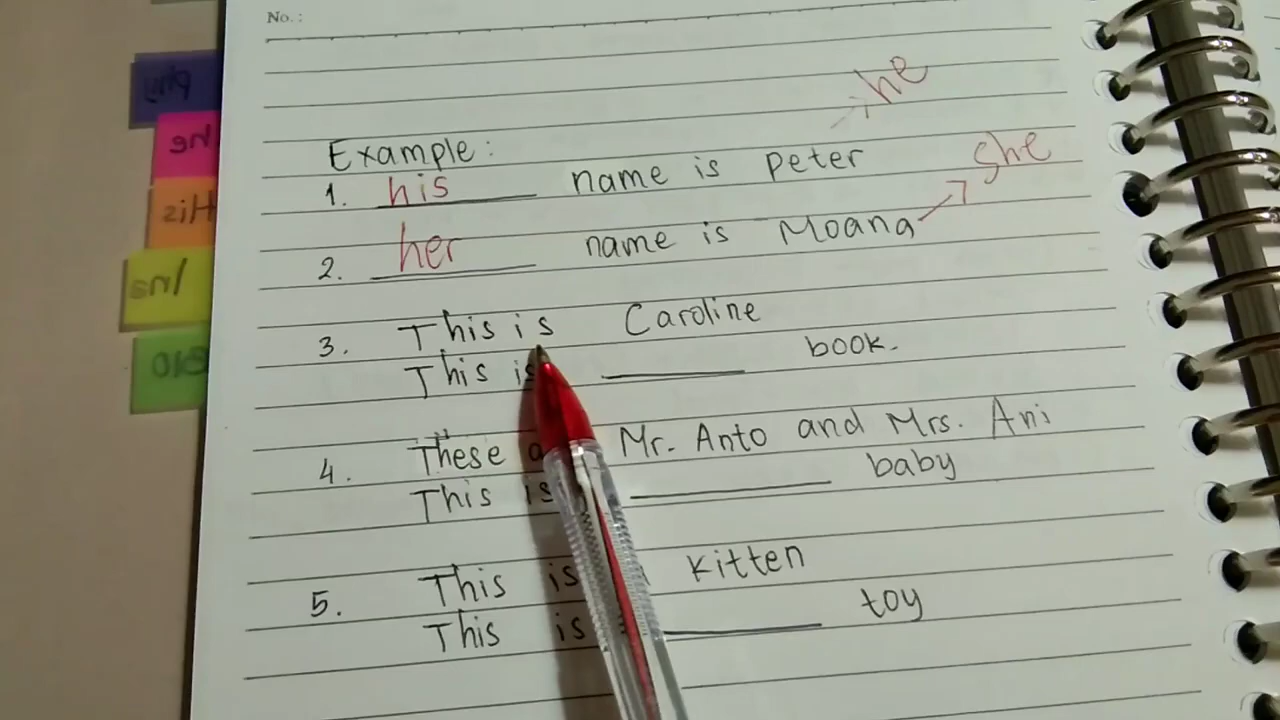 No. :
he
Example:
she
1. his name is peter
2. her name is Moana
3. This is Caroline
This is book.
4. These Mr. Anto and Mrs. Ani
This is baby
5. This is kitten
This is toy